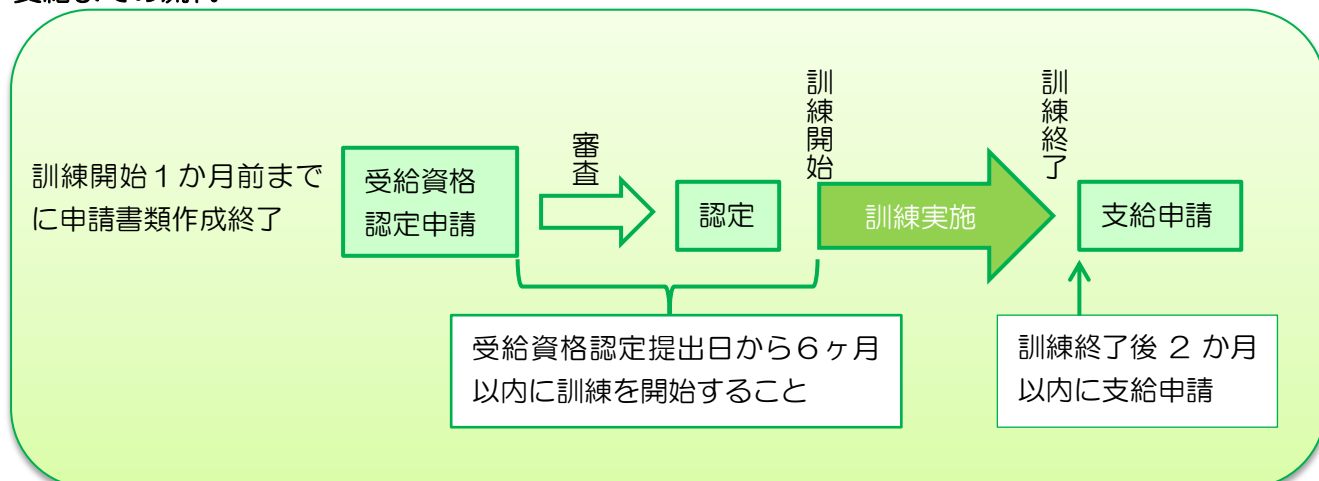 訓練開始１か月前まで
に申請書類作成終了
受給資格
認定申請
審査
認定
訓練開始
訓練実施
訓練終了
支給申請
受給資格認定提出日から６ヶ月
以内に訓練を開始すること
訓練終了後 2 か月
以内に支給申請